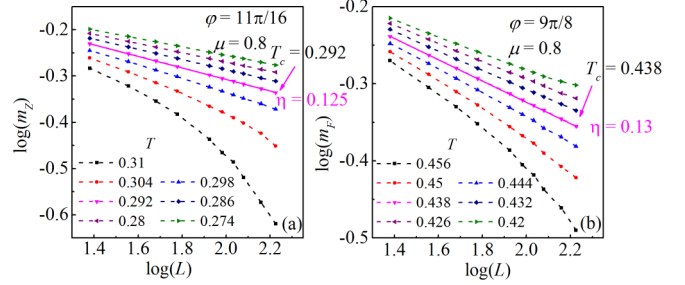 φ = 11π/16
μ = 0.8
T_c = 0.292
η = 0.125
log(m_Z)
-0.2
-0.3
-0.4
-0.5
-0.6
T
0.31
0.304 0.298
0.292 0.286
0.28 0.274
(a)
1.4 1.6 1.8 2.0 2.2
log(L)
φ = 9π/8
μ = 0.8
T_c = 0.438
η = 0.13
log(m_F)
-0.2
-0.3
-0.4
-0.5
T
0.456
0.45 0.444
0.438 0.432
0.426 0.42
(b)
1.4 1.6 1.8 2.0 2.2
log(L)